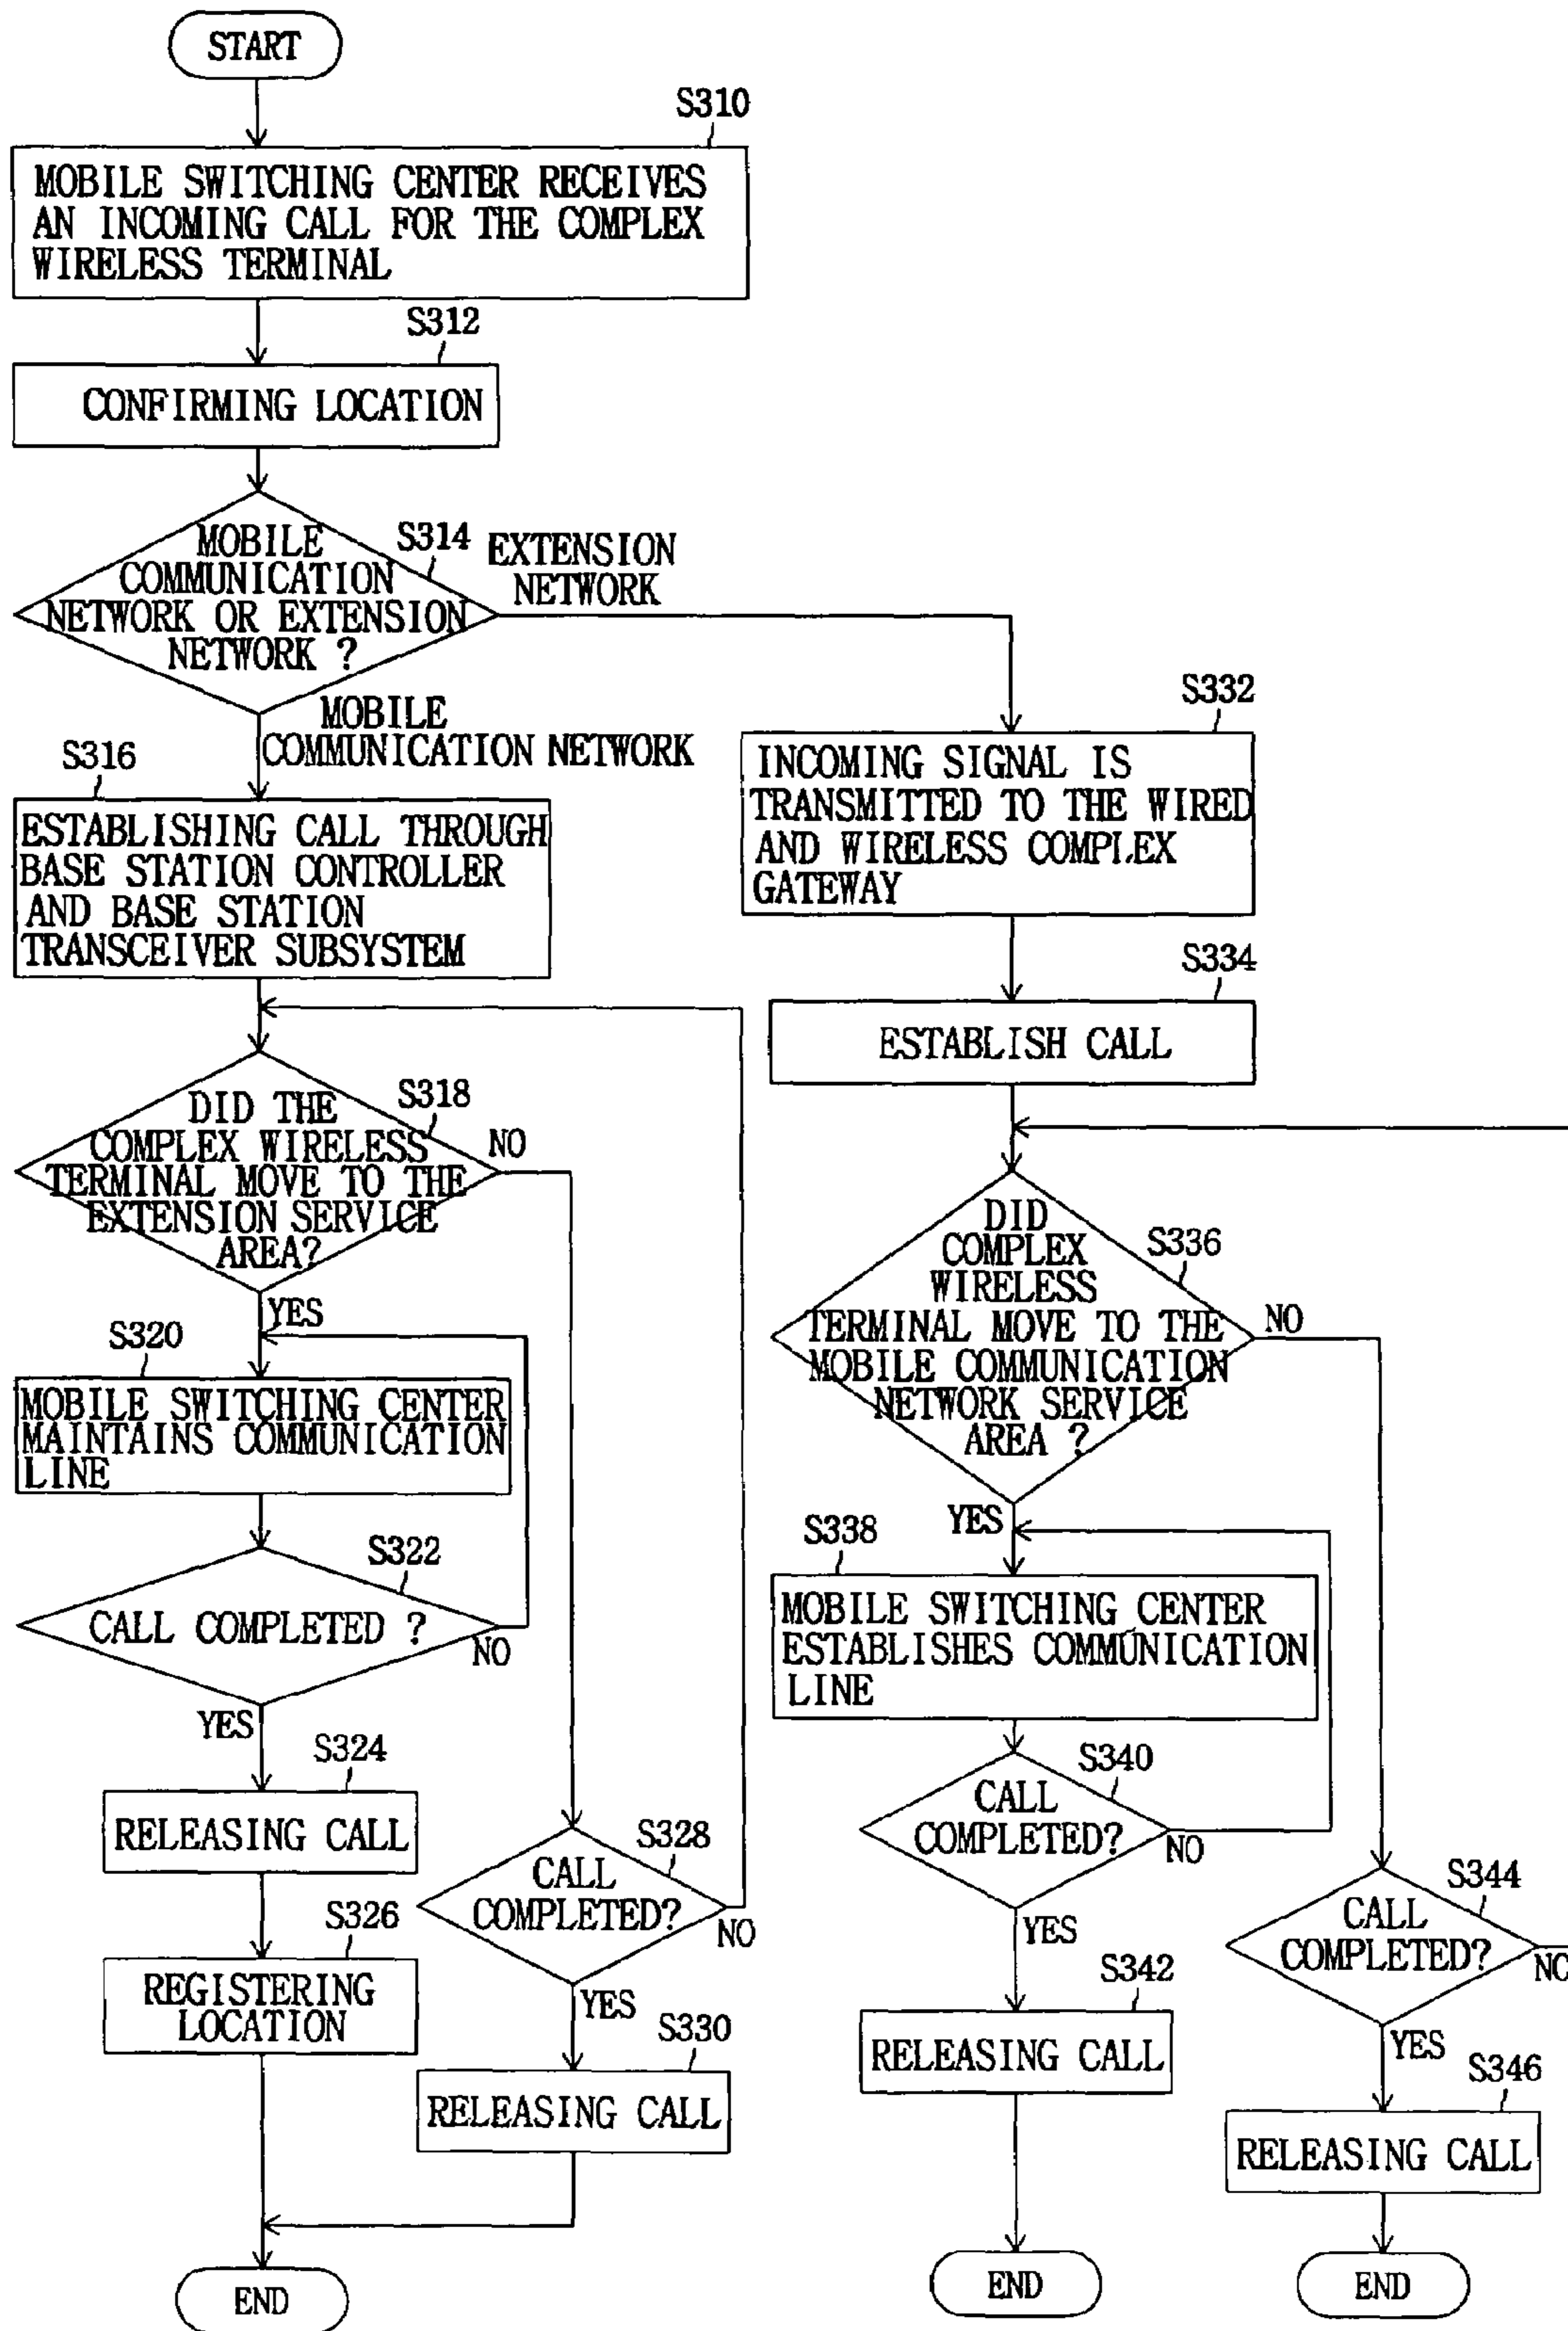 START
S310
MOBILE SWITCHING CENTER RECEIVES
AN INCOMING CALL FOR THE COMPLEX
WIRELESS TERMINAL
S312
CONFIRMING LOCATION
S314
MOBILE
COMMUNICATION
NETWORK OR EXTENSION
NETWORK ?
EXTENSION
NETWORK
MOBILE
COMMUNICATION NETWORK
S316
ESTABLISHING CALL THROUGH
BASE STATION CONTROLLER
AND BASE STATION
TRANSCEIVER SUBSYSTEM
S318
DID THE
COMPLEX WIRELESS
TERMINAL MOVE TO THE
EXTENSION SERVICE
AREA?
NO
YES
S320
MOBILE SWITCHING CENTER
MAINTAINS COMMUNICATION
LINE
S322
CALL COMPLETED ?
NO
YES
S324
RELEASING CALL
S326
REGISTERING
LOCATION
S328
CALL
COMPLETED?
NO
YES
S330
RELEASING CALL
END
S332
INCOMING SIGNAL IS
TRANSMITTED TO THE WIRED
AND WIRELESS COMPLEX
GATEWAY
S334
ESTABLISH CALL
S336
DID
COMPLEX
WIRELESS
TERMINAL MOVE TO THE
MOBILE COMMUNICATION
NETWORK SERVICE
AREA ?
NO
YES
S338
MOBILE SWITCHING CENTER
ESTABLISHES COMMUNICATION
LINE
S340
CALL
COMPLETED?
NO
YES
S342
RELEASING CALL
END
S344
CALL
COMPLETED?
NO
YES
S346
RELEASING CALL
END